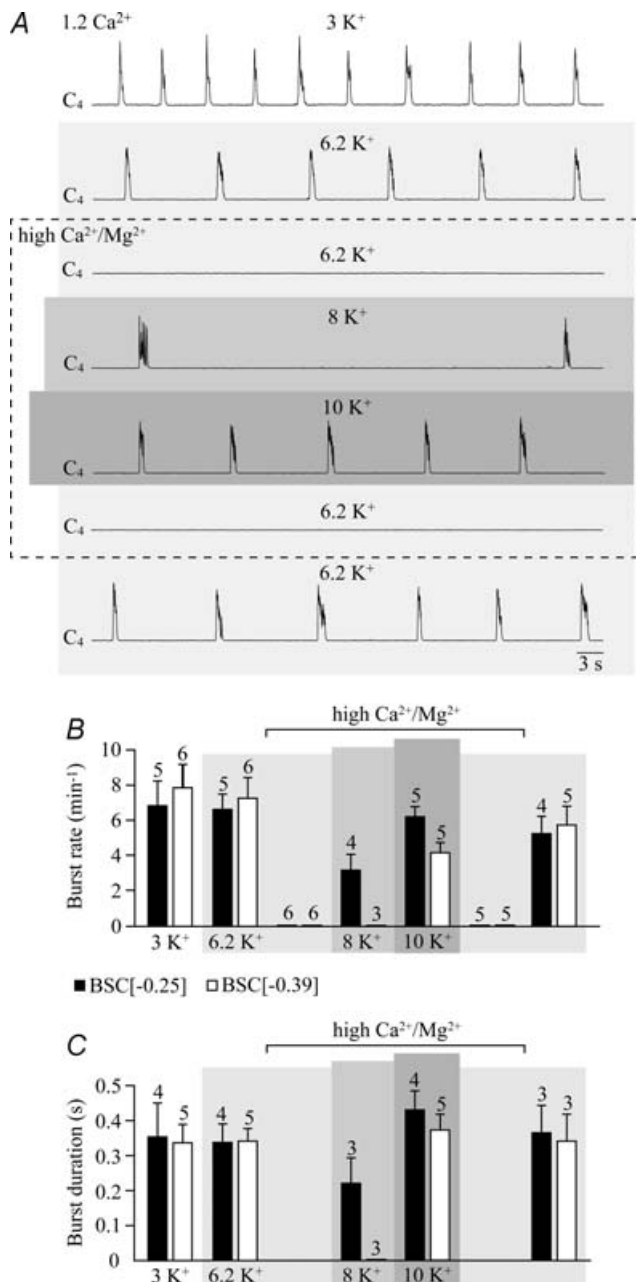 A 1.2 Ca²⁺ 3 K⁺
C₄
6.2 K⁺
C₄
high Ca²⁺/Mg²⁺
6.2 K⁺
C₄
8 K⁺
C₄
10 K⁺
C₄
6.2 K⁺
C₄
6.2 K⁺
C₄
3 s
B high Ca²⁺/Mg²⁺
Burst rate (min⁻¹)
10
8
6
4
2
0
5 6 5 6 6 6 4 3 5 5 5 5 4 5
3 K⁺ 6.2 K⁺ 8 K⁺ 10 K⁺
BSC[-0.25] BSC[-0.39]
C high Ca²⁺/Mg²⁺
Burst duration (s)
0.5
0.4
0.3
0.2
0.1
0
4 5 4 5 3 3 4 5 3 3
3 K⁺ 6.2 K⁺ 8 K⁺ 10 K⁺